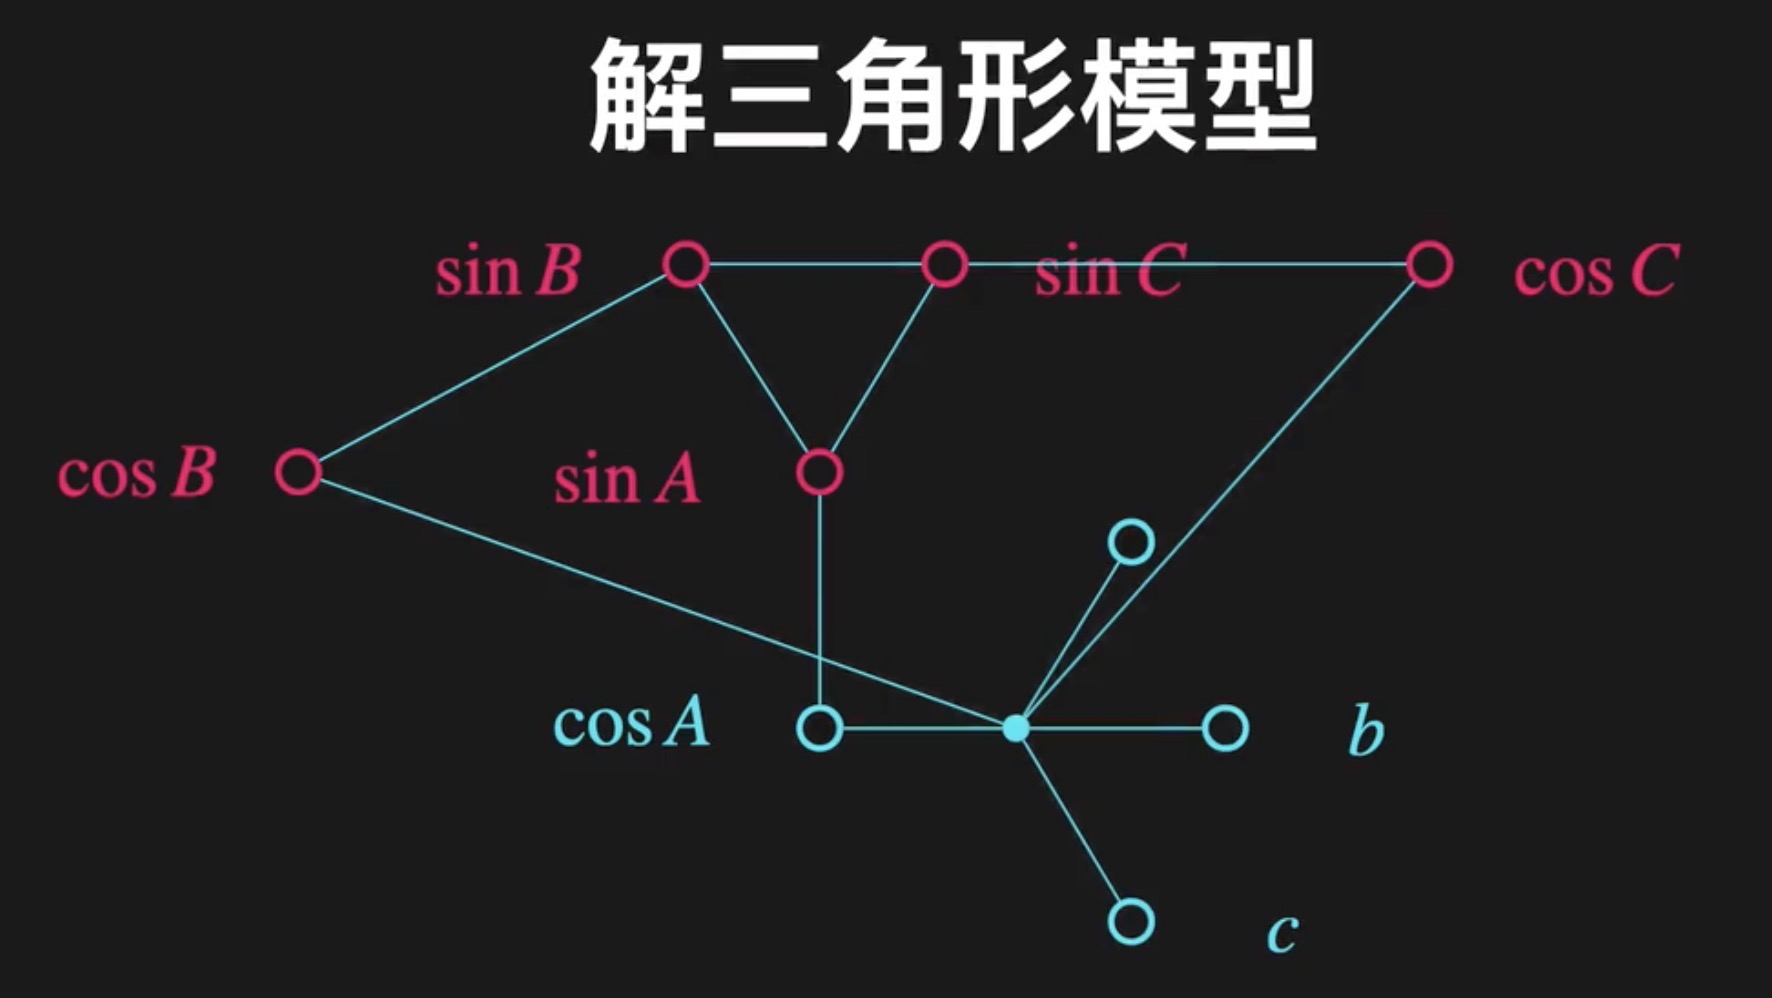 解三角形模型
sin B sin C cos C
cos B sin A
cos A b
c